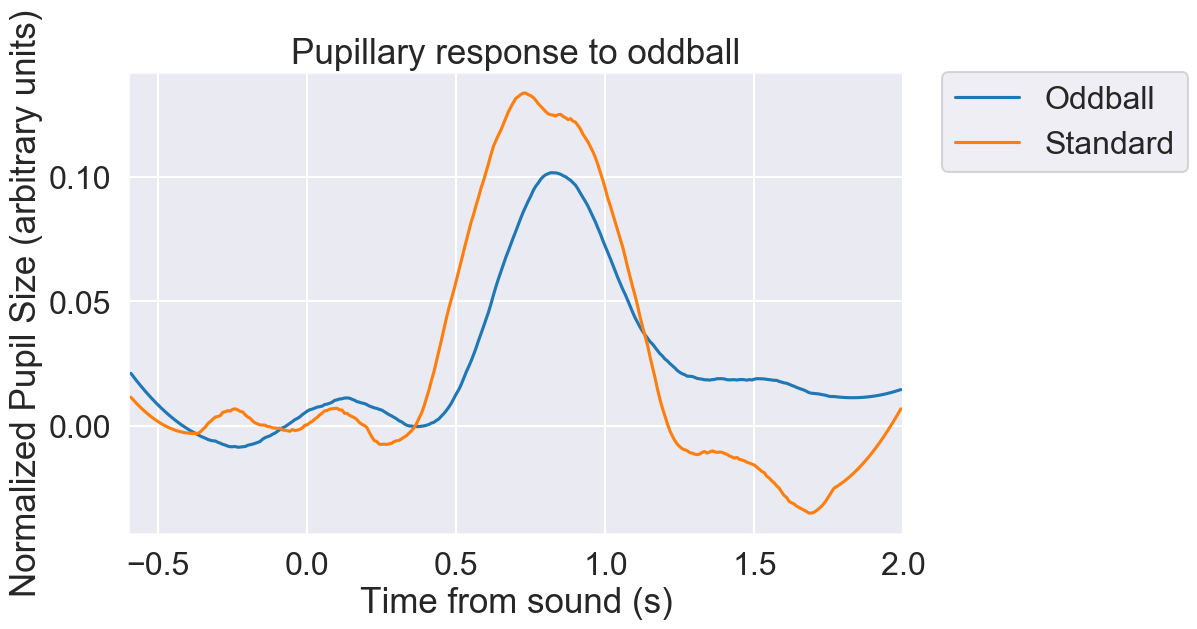 Pupillary response to oddball
Oddball
Standard
Normalized Pupil Size (arbitrary units)
0.10
0.05
0.00
−0.5
0.0
0.5
1.0
1.5
2.0
Time from sound (s)